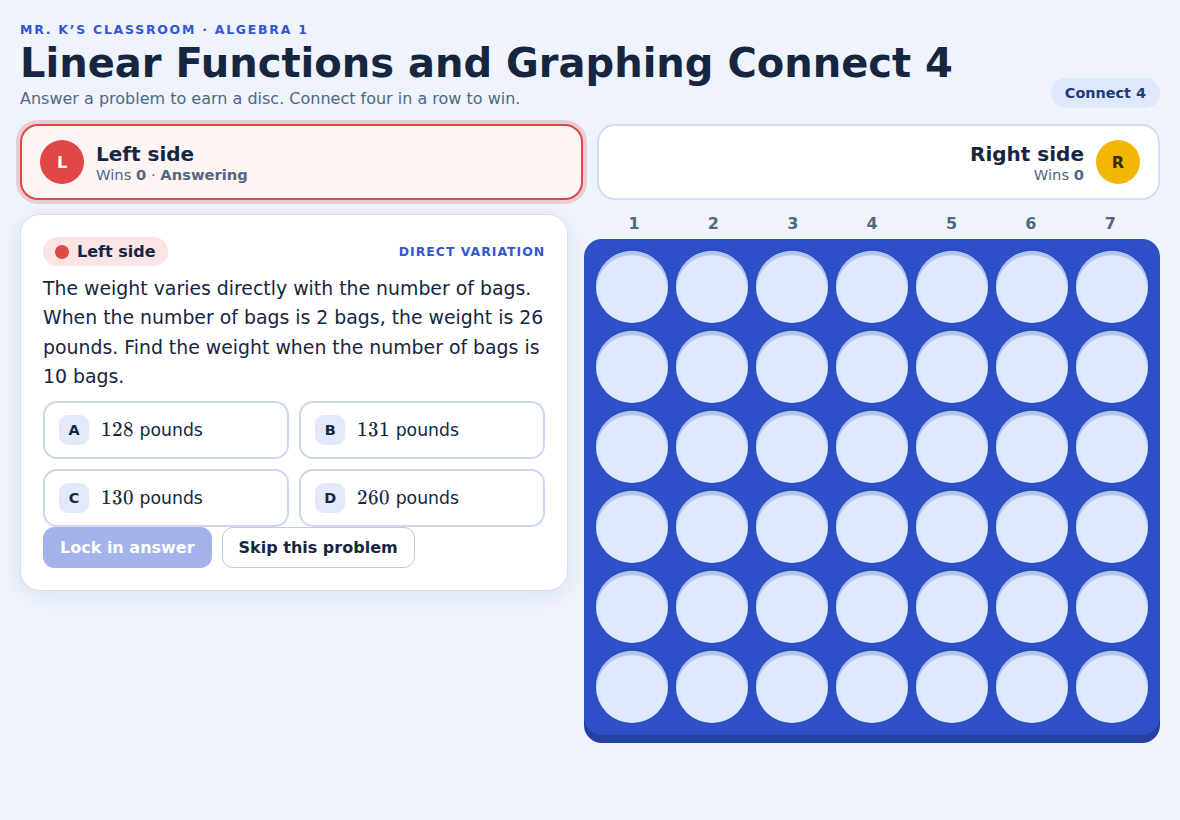 MR. K’S CLASSROOM · ALGEBRA 1
Linear Functions and Graphing Connect 4
Answer a problem to earn a disc. Connect four in a row to win.
Connect 4
L
Left side
Wins 0 · Answering
Right side
Wins 0
R
Left side
DIRECT VARIATION
The weight varies directly with the number of bags.
When the number of bags is 2 bags, the weight is 26
pounds. Find the weight when the number of bags is
10 bags.
A 128 pounds
B 131 pounds
C 130 pounds
D 260 pounds
Lock in answer
Skip this problem
1 2 3 4 5 6 7